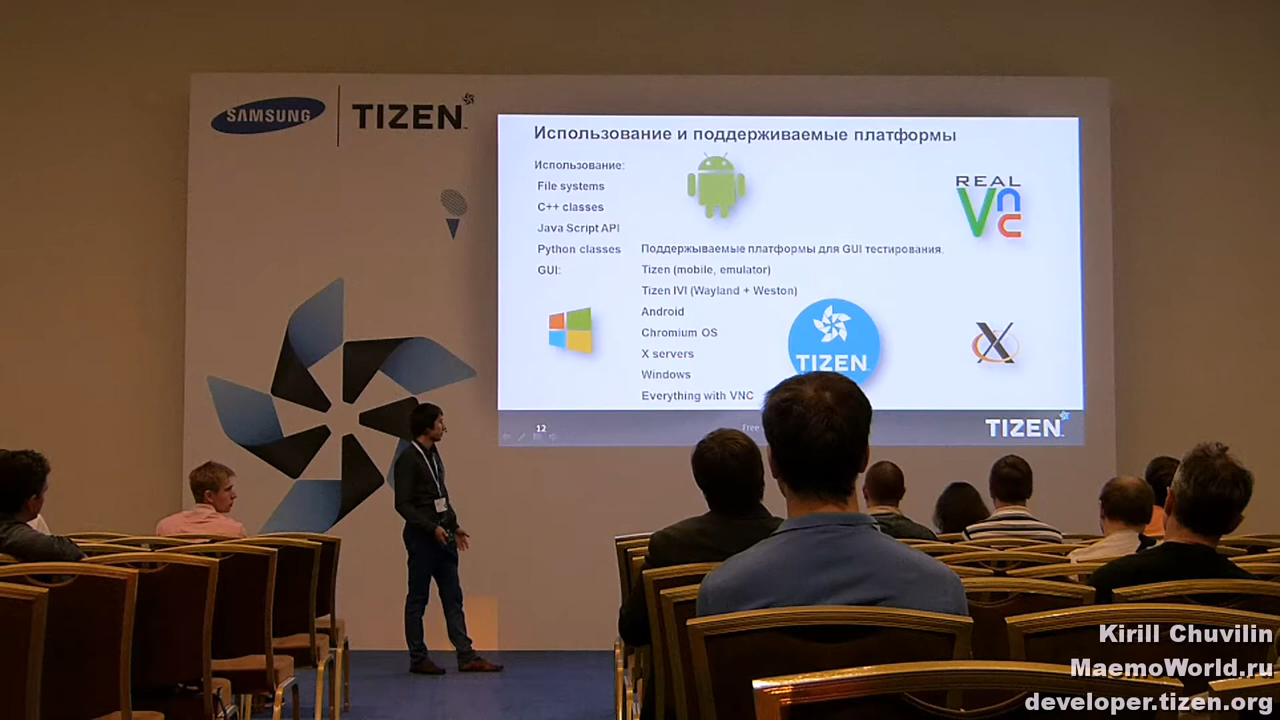 SAMSUNG
TIZEN
Использование и поддерживаемые платформы
Использование:
File systems
C++ classes
Java Script API
Python classes
GUI:
Поддержываемые платформы для GUI тестирования.
Tizen (mobile, emulator)
Tizen IVI (Wayland + Weston)
Android
Chromium OS
X servers
Windows
Everything with VNC
REAL
Vnc
TIZEN
X
12
Free
TIZEN
Kirill Chuvilin
MaemoWorld.ru
developer.tizen.org